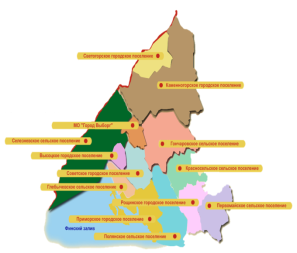 Светогорское городское поселение
Каменногорское городское поселение
МО "Город Выборг"
Гончаровское сельское поселение
Селезневское сельское поселение
Высоцкое городское поселение
Красносельское сельское поселение
Советское городское поселение
Глебычевское сельское поселение
Рощинское городское поселение
Первомайское сельское поселение
Приморское городское поселение
Финский залив
Полянское сельское поселение